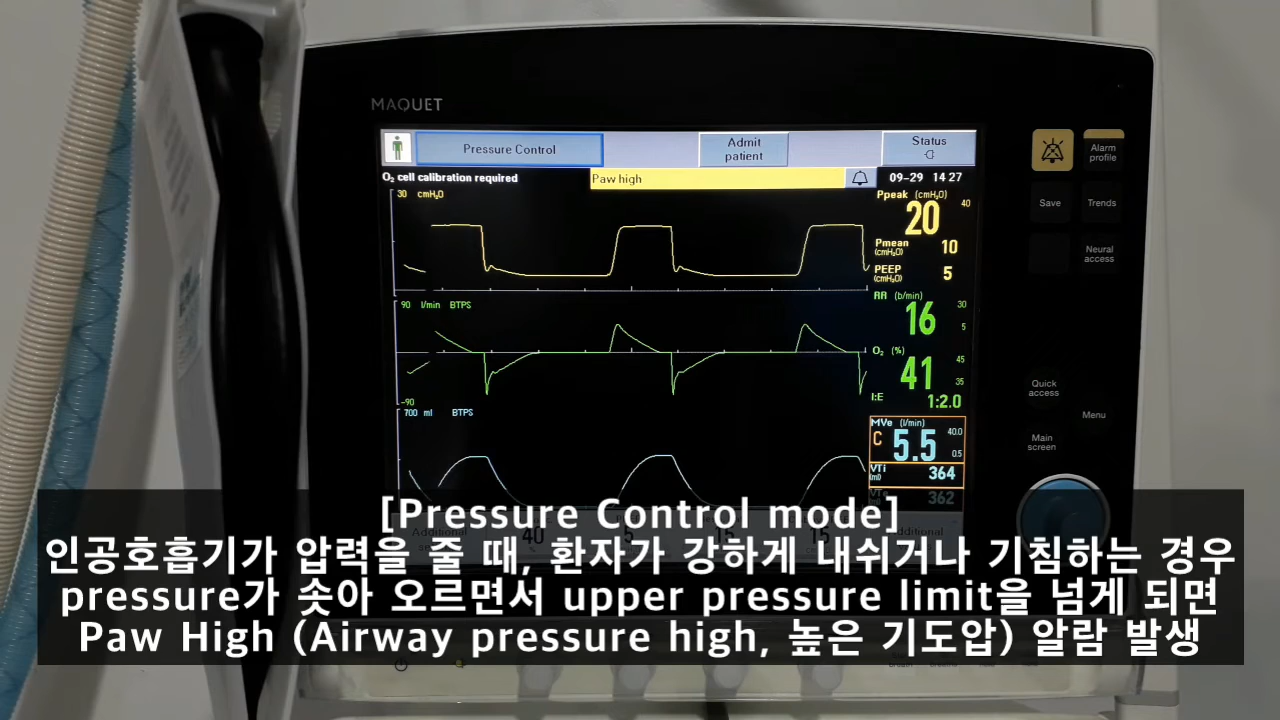 MAQUET
Pressure Control
Admit
patient
Status
O₂ cell calibration required
Paw high
09-29 14 27
30 cmH₂O
Ppeak (cmH₂O)
20
40
Pmean
(cmH₂O)
10
PEEP
(cmH₂O)
5
90 l/min BTPS
-90
RR (b/min)
16
30
5
O₂ (%)
41
45
35
I:E
1:2.0
700 ml BTPS
MVe (l/min)
C
5.5
40.0
0.5
VTi
(ml)
364
362
Alarm
profile
Save
Trends
Neural
access
Quick
access
Menu
Main
screen
Additional
40
5
15
15
Additional
[Pressure Control mode]
인공호흡기가 압력을 줄 때, 환자가 강하게 내쉬거나 기침하는 경우
pressure가 솟아 오르면서 upper pressure limit을 넘게 되면
Paw High (Airway pressure high, 높은 기도압) 알람 발생